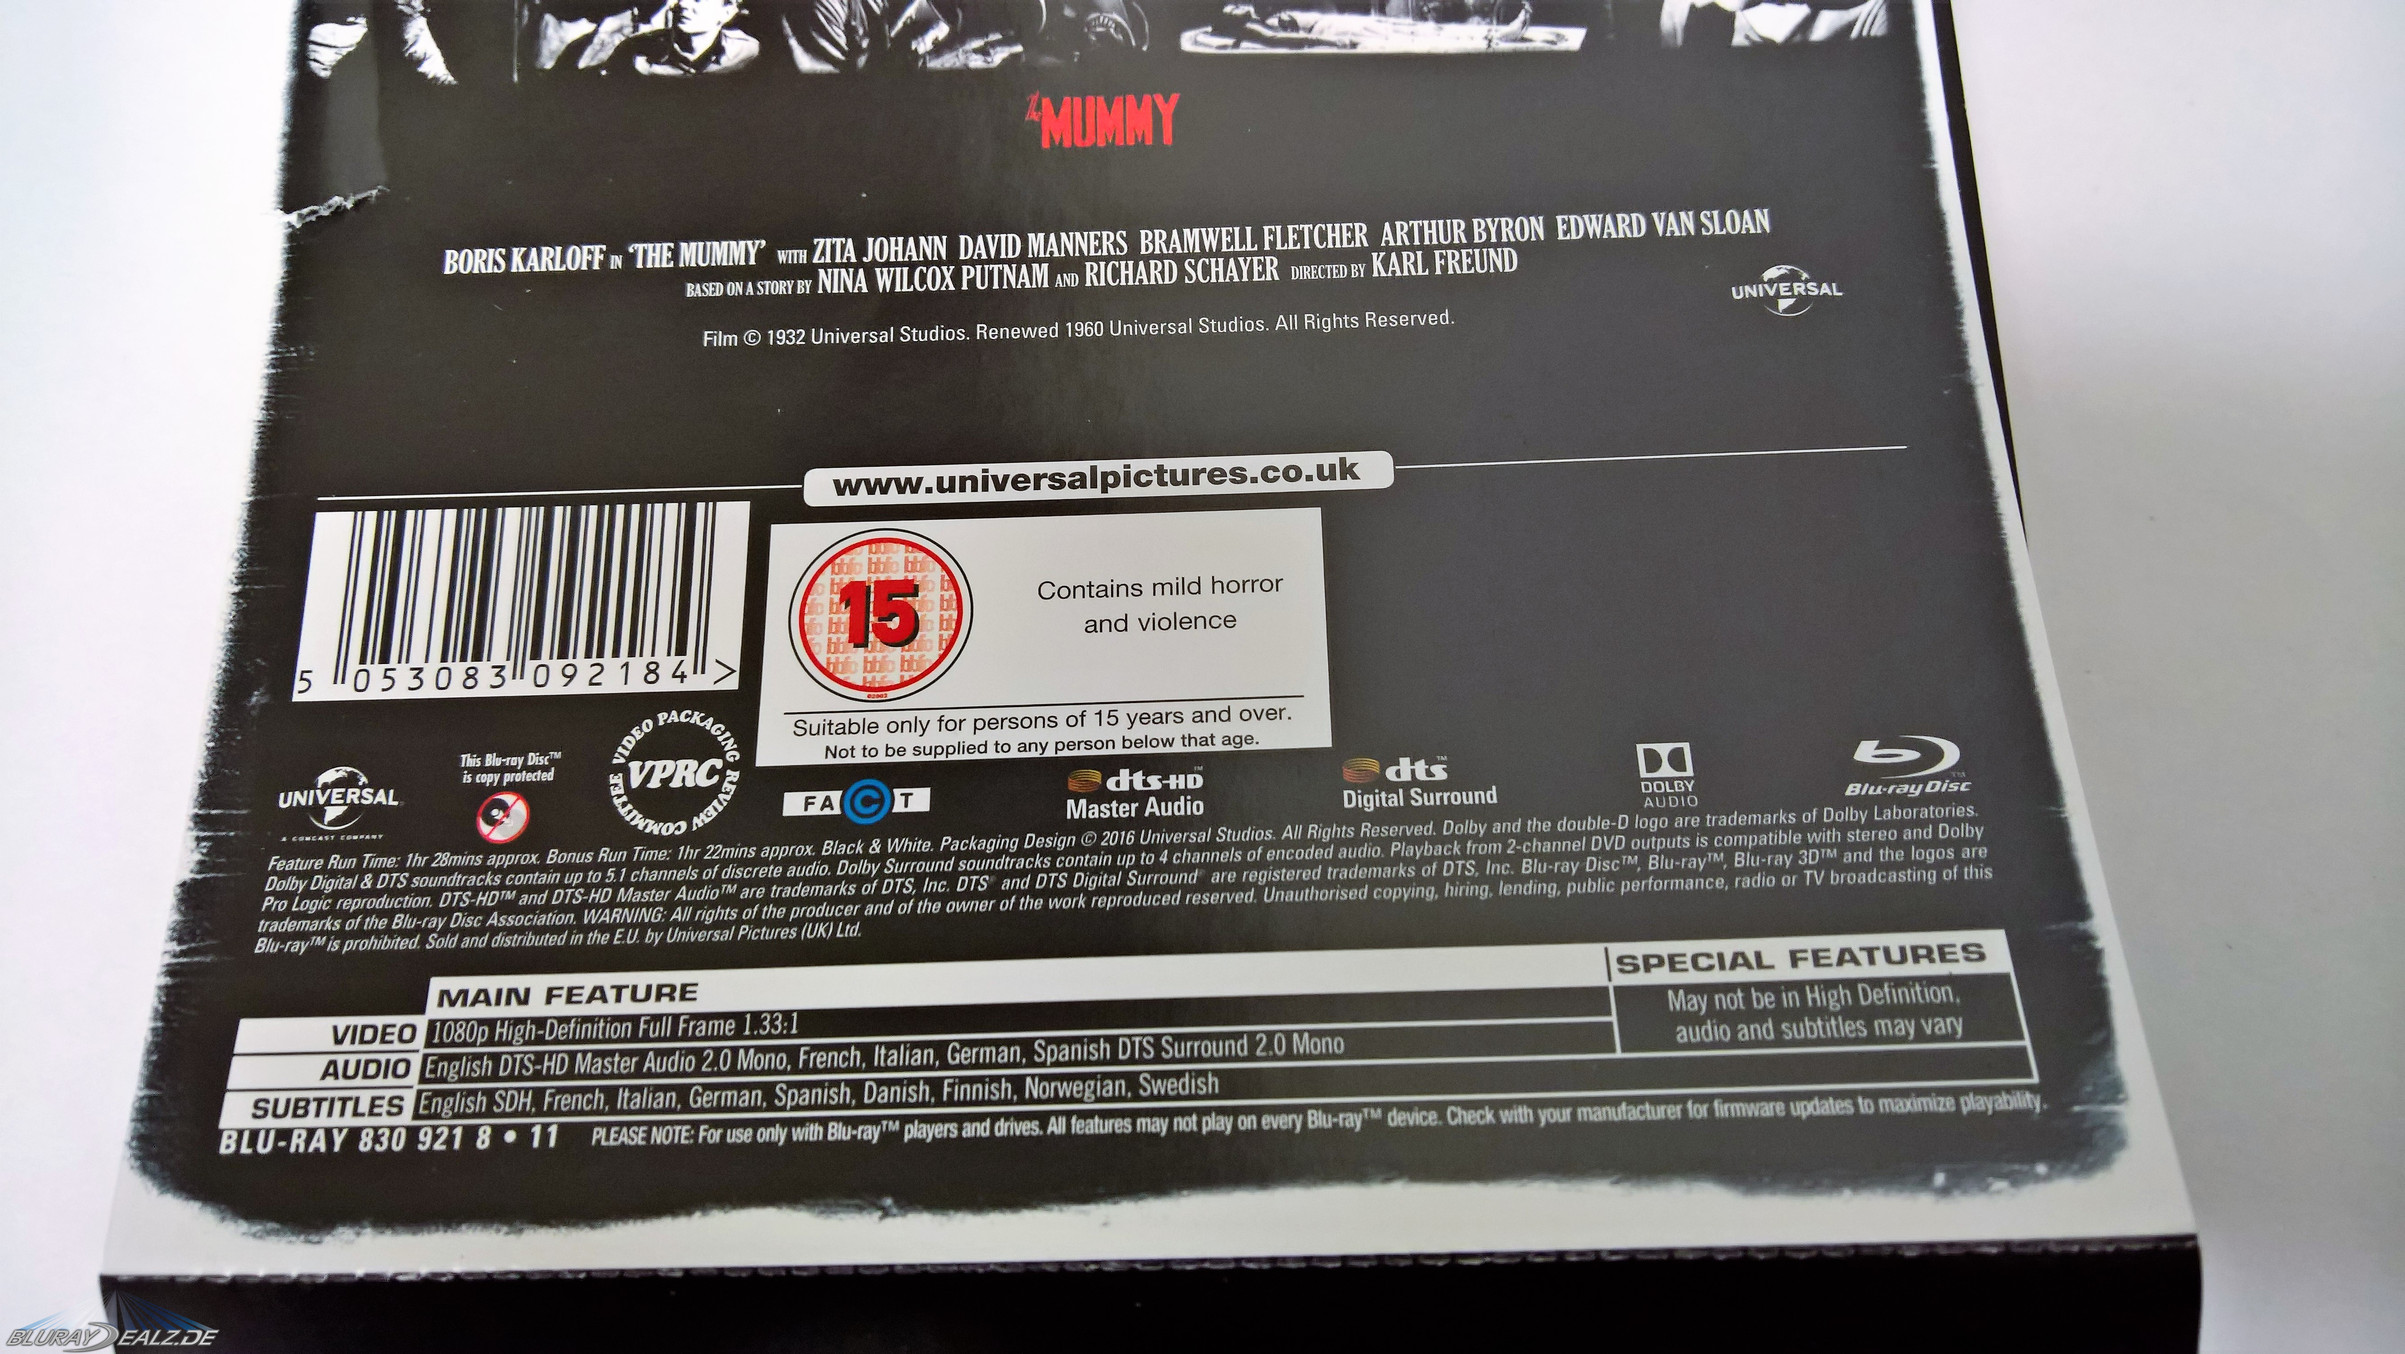 The MUMMY
BORIS KARLOFF IN 'THE MUMMY' WITH ZITA JOHANN DAVID MANNERS BRAMWELL FLETCHER ARTHUR BYRON EDWARD VAN SLOAN
BASED ON A STORY BY NINA WILCOX PUTNAM AND RICHARD SCHAYER DIRECTED BY KARL FREUND
UNIVERSAL
Film © 1932 Universal Studios. Renewed 1960 Universal Studios. All Rights Reserved.
www.universalpictures.co.uk
15
Contains mild horror
and violence
5 053083 092184 >
Suitable only for persons of 15 years and over.
Not to be supplied to any person below that age.
UNIVERSAL
A COMCAST COMPANY
This Blu-ray Disc™
is copy protected
VIDEO PACKAGING REVIEW COMMITTEE
VPRC
FACT
dts-HD™
Master Audio
dts™
Digital Surround
DOLBY
AUDIO
Blu-ray Disc™
Feature Run Time: 1hr 28mins approx. Bonus Run Time: 1hr 22mins approx. Black & White. Packaging Design © 2016 Universal Studios. All Rights Reserved. Dolby and the double-D logo are trademarks of Dolby Laboratories.
Dolby Digital & DTS soundtracks contain up to 5.1 channels of discrete audio. Dolby Surround soundtracks contain up to 4 channels of encoded audio. Playback from 2-channel DVD outputs is compatible with stereo and Dolby
Pro Logic reproduction. DTS-HD™ and DTS-HD Master Audio™ are trademarks of DTS, Inc. DTS® and DTS Digital Surround® are registered trademarks of DTS, Inc. Blu-ray Disc™, Blu-ray™, Blu-ray 3D™ and the logos are
trademarks of the Blu-ray Disc Association. WARNING: All rights of the producer and of the owner of the work reproduced reserved. Unauthorised copying, hiring, lending, public performance, radio or TV broadcasting of this
Blu-ray™ is prohibited. Sold and distributed in the E.U. by Universal Pictures (UK) Ltd.
MAIN FEATURE
SPECIAL FEATURES
VIDEO 1080p High-Definition Full Frame 1.33:1
May not be in High Definition,
audio and subtitles may vary
AUDIO English DTS-HD Master Audio 2.0 Mono, French, Italian, German, Spanish DTS Surround 2.0 Mono
SUBTITLES English SDH, French, Italian, German, Spanish, Danish, Finnish, Norwegian, Swedish
BLU-RAY 830 921 8 • 11 PLEASE NOTE: For use only with Blu-ray™ players and drives. All features may not play on every Blu-ray™ device. Check with your manufacturer for firmware updates to maximize playability.
BLURAYDEALZ.DE